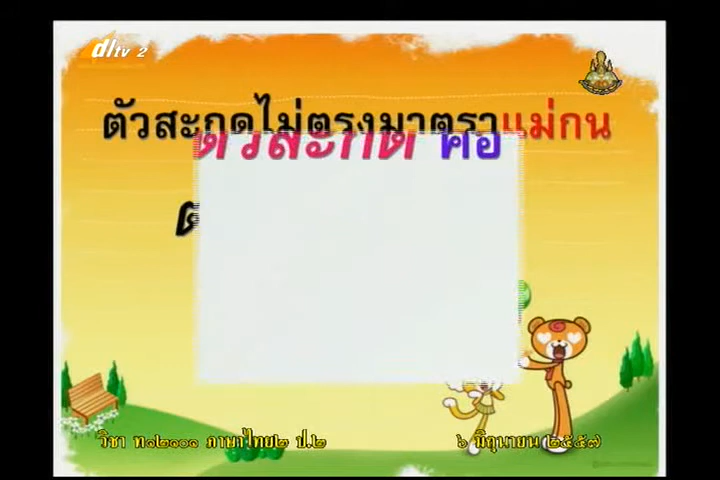 dltv 2
ตัวสะกดไม่ตรงมาตราแม่กน
ตัวสะกด คือ
วิชา ท๑๒๑๐๑ ภาษาไทย๒ ป.๒
๖ มิถุนายน ๒๕๕๗